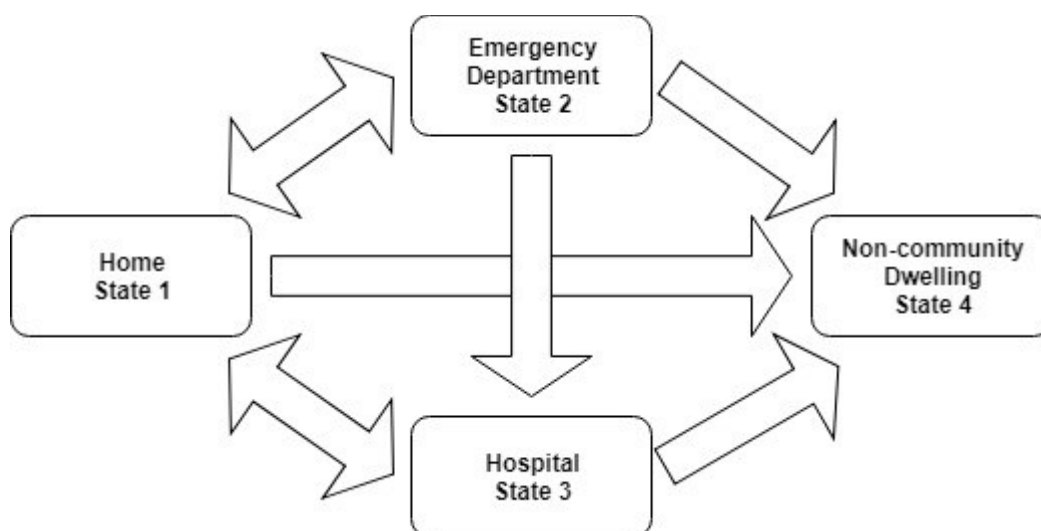 Emergency
Department
State 2
Home
State 1
Non-community
Dwelling
State 4
Hospital
State 3